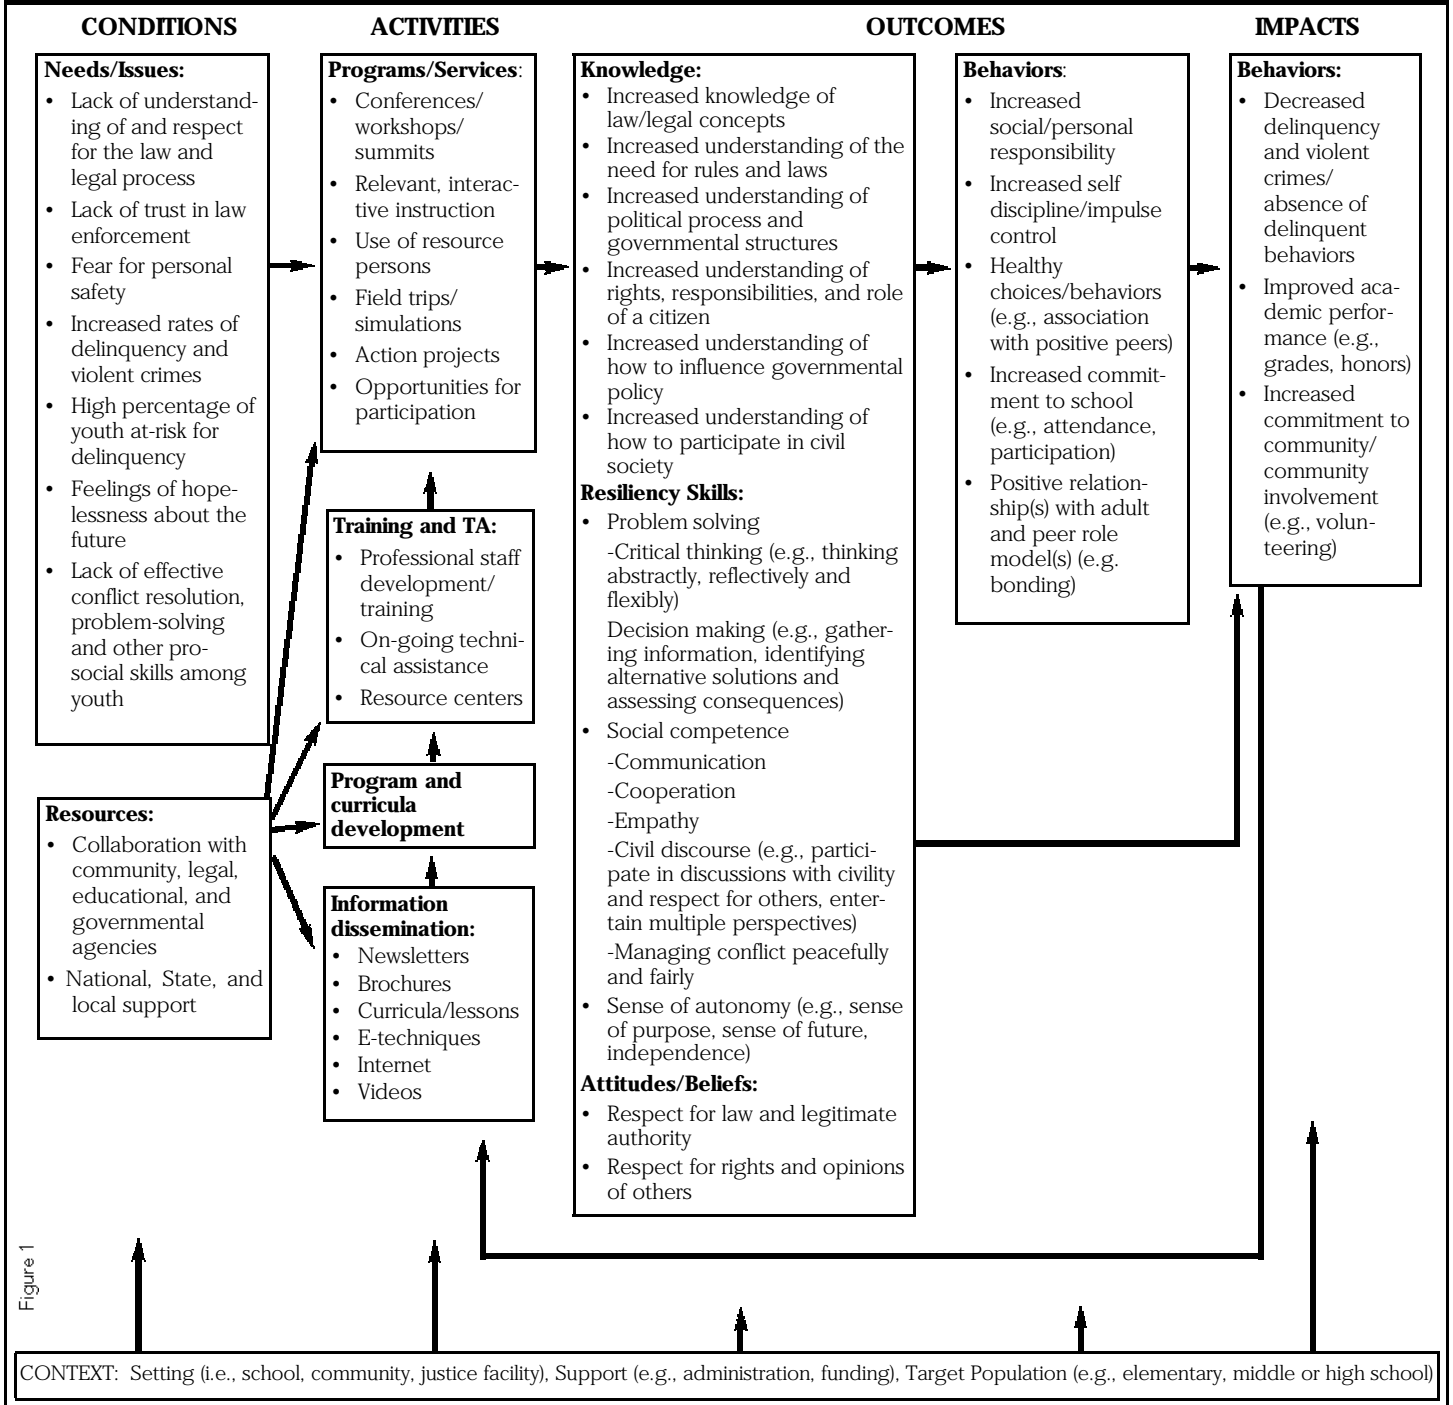 CONDITIONS
ACTIVITIES
OUTCOMES
IMPACTS
Needs/Issues:
• Lack of understand-
ing of and respect
for the law and
legal process
• Lack of trust in law
enforcement
• Fear for personal
safety
• Increased rates of
delinquency and
violent crimes
• High percentage of
youth at-risk for
delinquency
• Feelings of hope-
lessness about the
future
• Lack of effective
conflict resolution,
problem-solving
and other pro-
social skills among
youth
Resources:
• Collaboration with
community, legal,
educational, and
governmental
agencies
• National, State, and
local support
Programs/Services:
• Conferences/
workshops/
summits
• Relevant, interac-
tive instruction
• Use of resource
persons
• Field trips/
simulations
• Action projects
• Opportunities for
participation
Training and TA:
• Professional staff
development/
training
• On-going techni-
cal assistance
• Resource centers
Program and
curricula
development
Information
dissemination:
• Newsletters
• Brochures
• Curricula/lessons
• E-techniques
• Internet
• Videos
Knowledge:
• Increased knowledge of
law/legal concepts
• Increased understanding of the
need for rules and laws
• Increased understanding of
political process and
governmental structures
• Increased understanding of
rights, responsibilities, and role
of a citizen
• Increased understanding of
how to influence governmental
policy
• Increased understanding of
how to participate in civil
society
Resiliency Skills:
• Problem solving
-Critical thinking (e.g., thinking
abstractly, reflectively and
flexibly)
Decision making (e.g., gather-
ing information, identifying
alternative solutions and
assessing consequences)
• Social competence
-Communication
-Cooperation
-Empathy
-Civil discourse (e.g., partici-
pate in discussions with civility
and respect for others, enter-
tain multiple perspectives)
-Managing conflict peacefully
and fairly
• Sense of autonomy (e.g., sense
of purpose, sense of future,
independence)
Attitudes/Beliefs:
• Respect for law and legitimate
authority
• Respect for rights and opinions
of others
Behaviors:
• Increased
social/personal
responsibility
• Increased self
discipline/impulse
control
• Healthy
choices/behaviors
(e.g., association
with positive peers)
• Increased commit-
ment to school
(e.g., attendance,
participation)
• Positive relation-
ship(s) with adult
and peer role
model(s) (e.g.
bonding)
Behaviors:
• Decreased
delinquency
and violent
crimes/
absence of
delinquent
behaviors
• Improved aca-
demic perfor-
mance (e.g.,
grades, honors)
• Increased
commitment to
community/
community
involvement
(e.g., volun-
teering)
Figure 1
CONTEXT: Setting (i.e., school, community, justice facility), Support (e.g., administration, funding), Target Population (e.g., elementary, middle or high school)